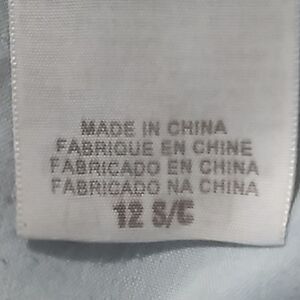 MADE IN CHINA
FABRIQUE EN CHINE
FABRICADO EN CHINA
FABRICADO NA CHINA
12 S/C